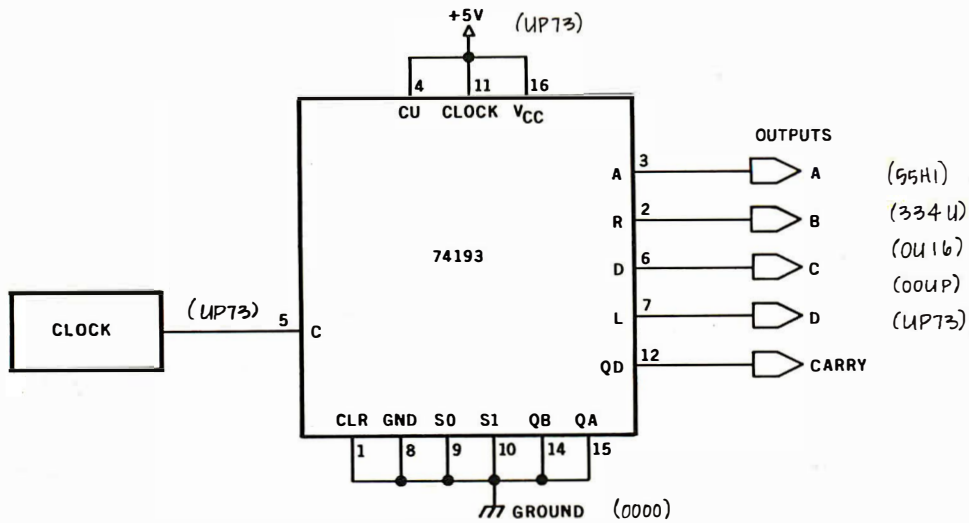 +5V (UP73)
4 11 16
CU CLOCK VCC
OUTPUTS
A 3 A (55H1)
R 2 B (334U)
74193
D 6 C (0U16)
(00UP)
L 7 D (UP73)
CLOCK (UP73) 5 C
QD 12 CARRY
CLR GND S0 S1 QB QA
1 8 9 10 14 15
GROUND (0000)